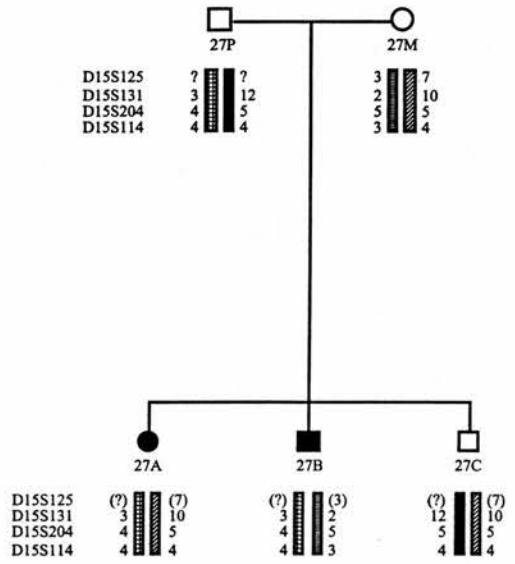 27P 27M
D15S125 ? ? 3 7
D15S131 3 12 2 10
D15S204 4 5 5 5
D15S114 4 4 3 4
27A 27B 27C
D15S125 (?) (7) (?) (3) (?) (7)
D15S131 3 10 3 2 12 10
D15S204 4 5 4 5 5 5
D15S114 4 4 4 3 4 4